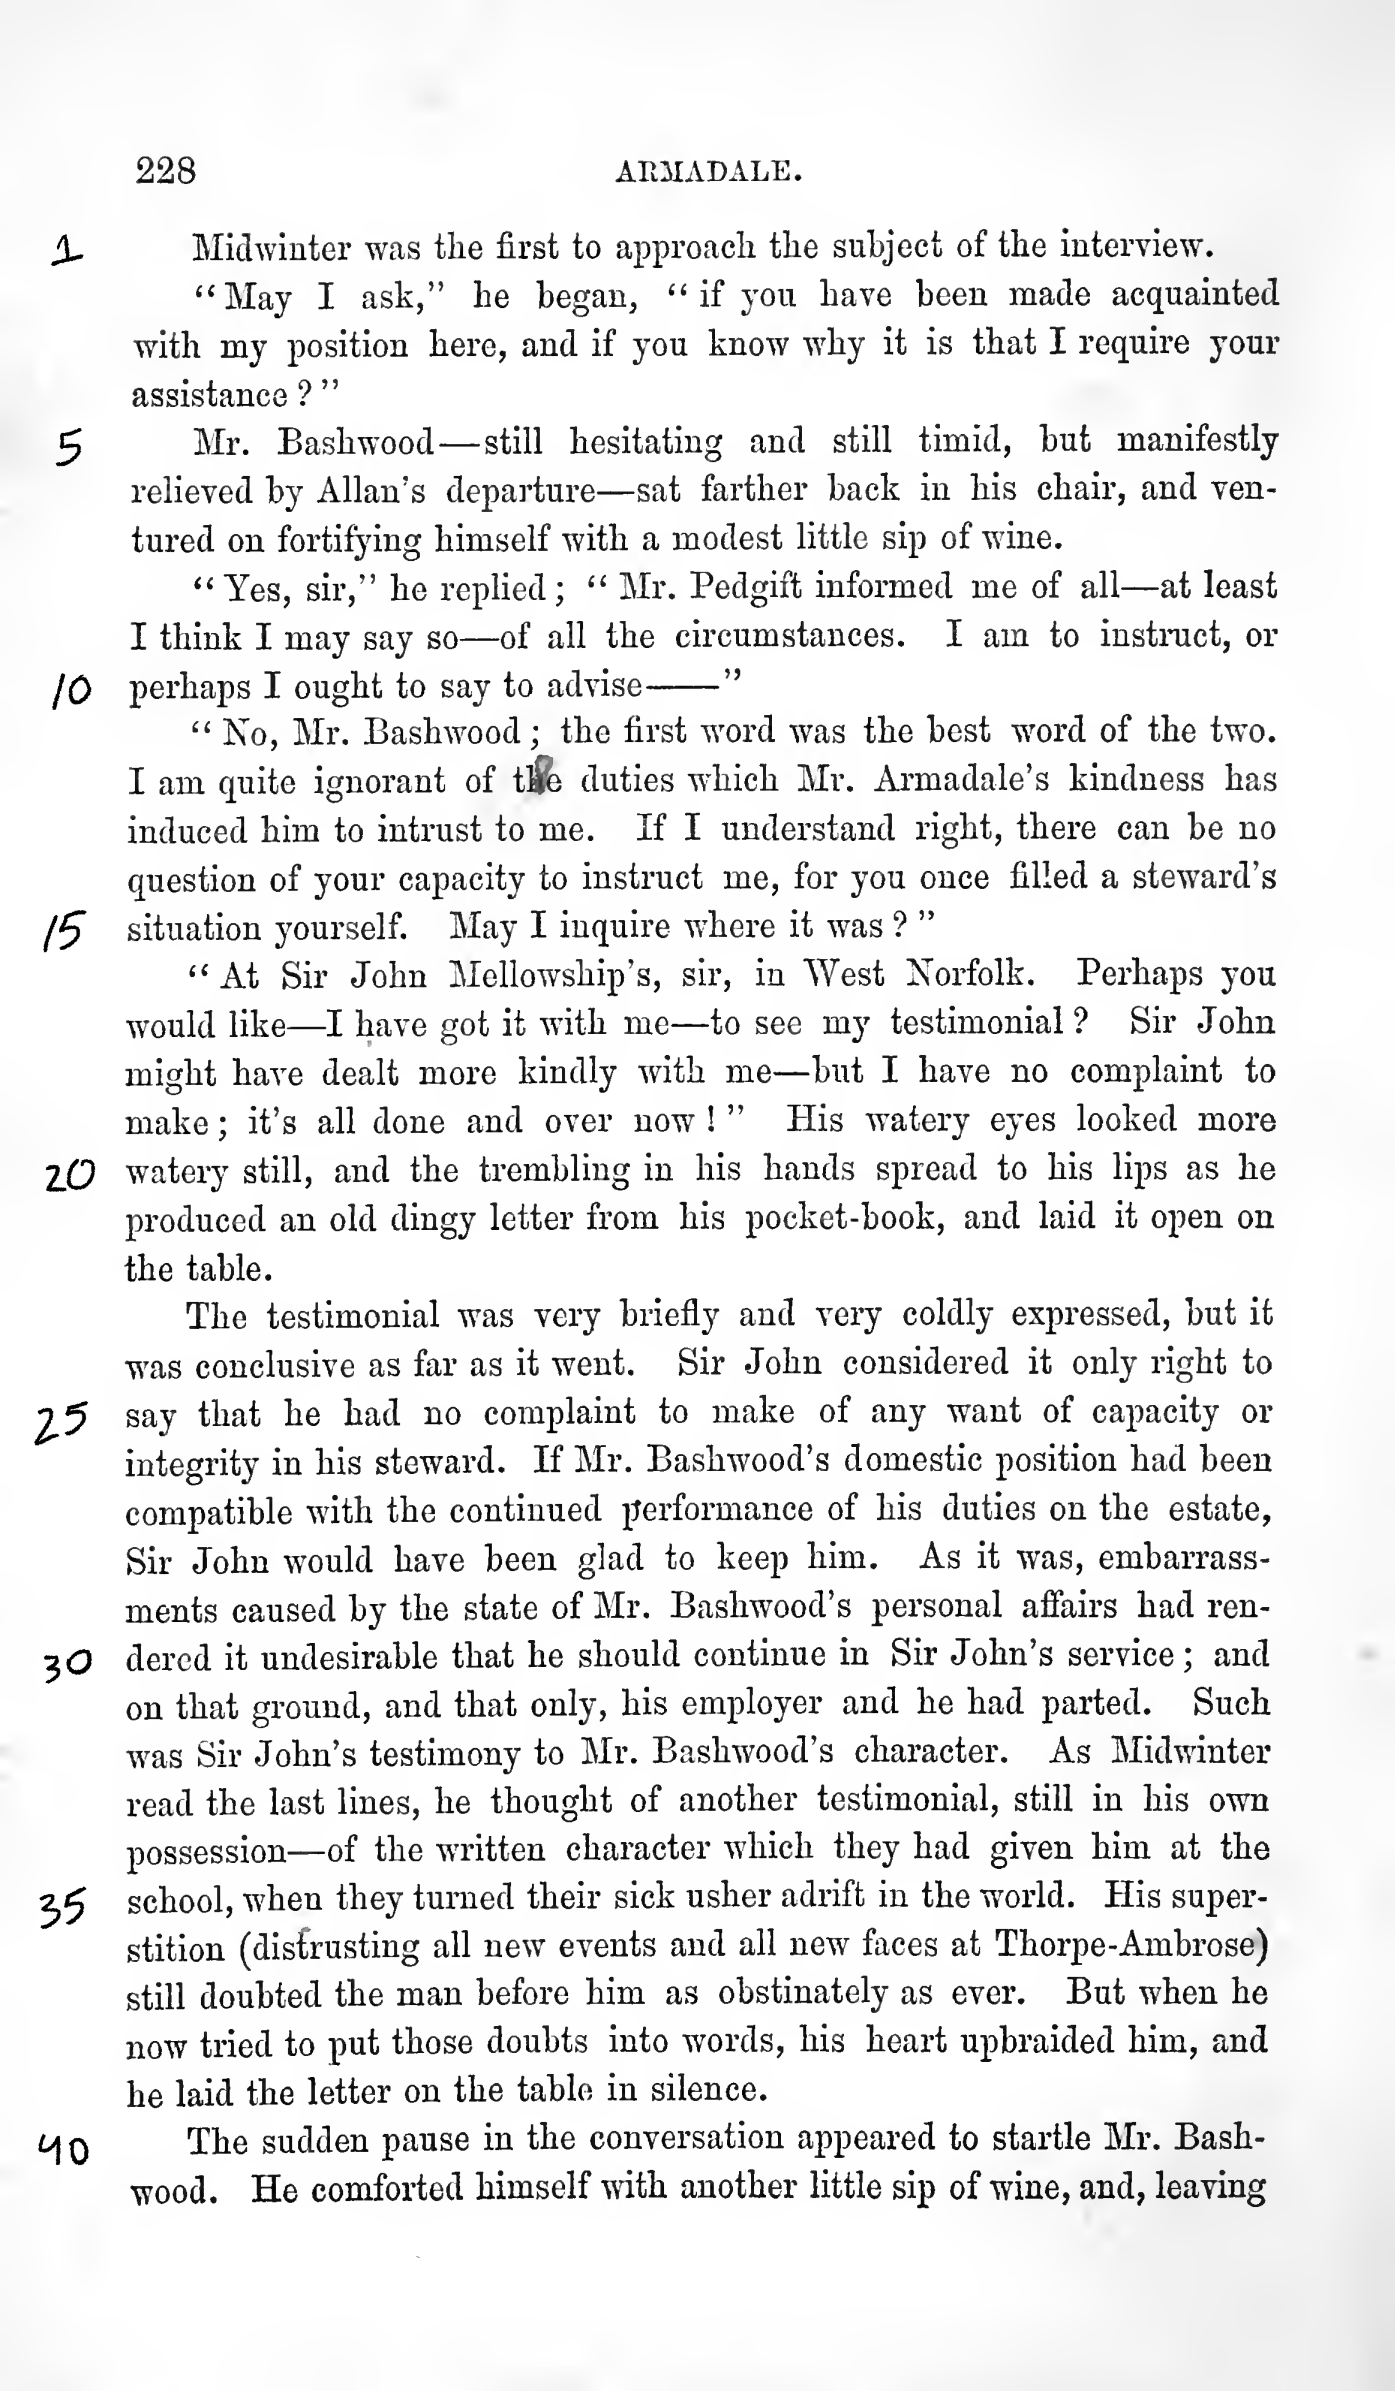 228 ARMADALE.
1 Midwinter was the first to approach the subject of the interview.
“May I ask,” he began, “if you have been made acquainted
with my position here, and if you know why it is that I require your
assistance?”
5 Mr. Bashwood—still hesitating and still timid, but manifestly
relieved by Allan’s departure—sat farther back in his chair, and ven-
tured on fortifying himself with a modest little sip of wine.
“Yes, sir,” he replied; “Mr. Pedgift informed me of all—at least
I think I may say so—of all the circumstances. I am to instruct, or
10 perhaps I ought to say to advise——”
“No, Mr. Bashwood; the first word was the best word of the two.
I am quite ignorant of the duties which Mr. Armadale’s kindness has
induced him to intrust to me. If I understand right, there can be no
question of your capacity to instruct me, for you once filled a steward’s
15 situation yourself. May I inquire where it was?”
“At Sir John Mellowship’s, sir, in West Norfolk. Perhaps you
would like—I have got it with me—to see my testimonial? Sir John
might have dealt more kindly with me—but I have no complaint to
make; it’s all done and over now!” His watery eyes looked more
20 watery still, and the trembling in his hands spread to his lips as he
produced an old dingy letter from his pocket-book, and laid it open on
the table.
The testimonial was very briefly and very coldly expressed, but it
was conclusive as far as it went. Sir John considered it only right to
25 say that he had no complaint to make of any want of capacity or
integrity in his steward. If Mr. Bashwood’s domestic position had been
compatible with the continued performance of his duties on the estate,
Sir John would have been glad to keep him. As it was, embarrass-
ments caused by the state of Mr. Bashwood’s personal affairs had ren-
30 dered it undesirable that he should continue in Sir John’s service; and
on that ground, and that only, his employer and he had parted. Such
was Sir John’s testimony to Mr. Bashwood’s character. As Midwinter
read the last lines, he thought of another testimonial, still in his own
possession—of the written character which they had given him at the
35 school, when they turned their sick usher adrift in the world. His super-
stition (distrusting all new events and all new faces at Thorpe-Ambrose)
still doubted the man before him as obstinately as ever. But when he
now tried to put those doubts into words, his heart upbraided him, and
he laid the letter on the table in silence.
40 The sudden pause in the conversation appeared to startle Mr. Bash-
wood. He comforted himself with another little sip of wine, and, leaving